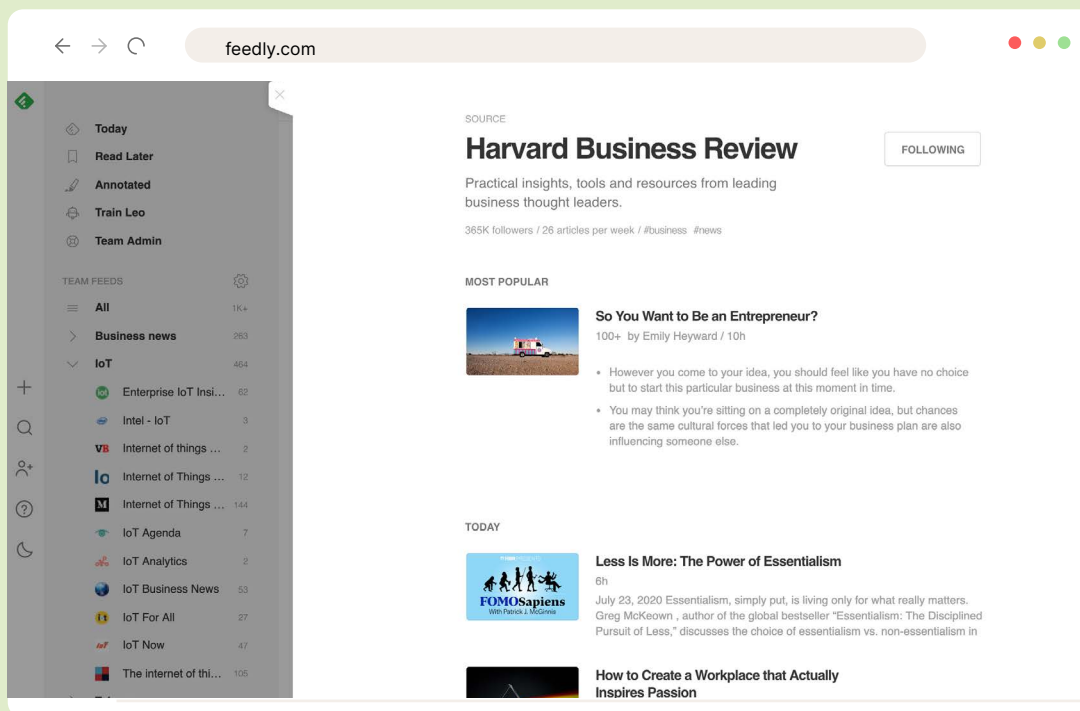 feedly.com
Today
Read Later
Annotated
Train Leo
Team Admin
TEAM FEEDS
All 1K+
Business news 263
IoT 464
Enterprise IoT Insi... 62
Intel - IoT 3
Internet of things ... 2
Internet of Things ... 12
Internet of Things ... 144
IoT Agenda 7
IoT Analytics 2
IoT Business News 53
IoT For All 27
IoT Now 47
The internet of thi... 105
SOURCE
Harvard Business Review
FOLLOWING
Practical insights, tools and resources from leading
business thought leaders.
365K followers / 26 articles per week / #business #news
MOST POPULAR
So You Want to Be an Entrepreneur?
100+ by Emily Heyward / 10h
• However you come to your idea, you should feel like you have no choice
but to start this particular business at this moment in time.
• You may think you’re sitting on a completely original idea, but chances
are the same cultural forces that led you to your business plan are also
influencing someone else.
TODAY
FOMOSapiens
With Patrick J. McGinnis
Less Is More: The Power of Essentialism
6h
July 23, 2020 Essentialism, simply put, is living only for what really matters.
Greg McKeown , author of the global bestseller “Essentialism: The Disciplined
Pursuit of Less,” discusses the choice of essentialism vs. non-essentialism in
How to Create a Workplace that Actually
Inspires Passion